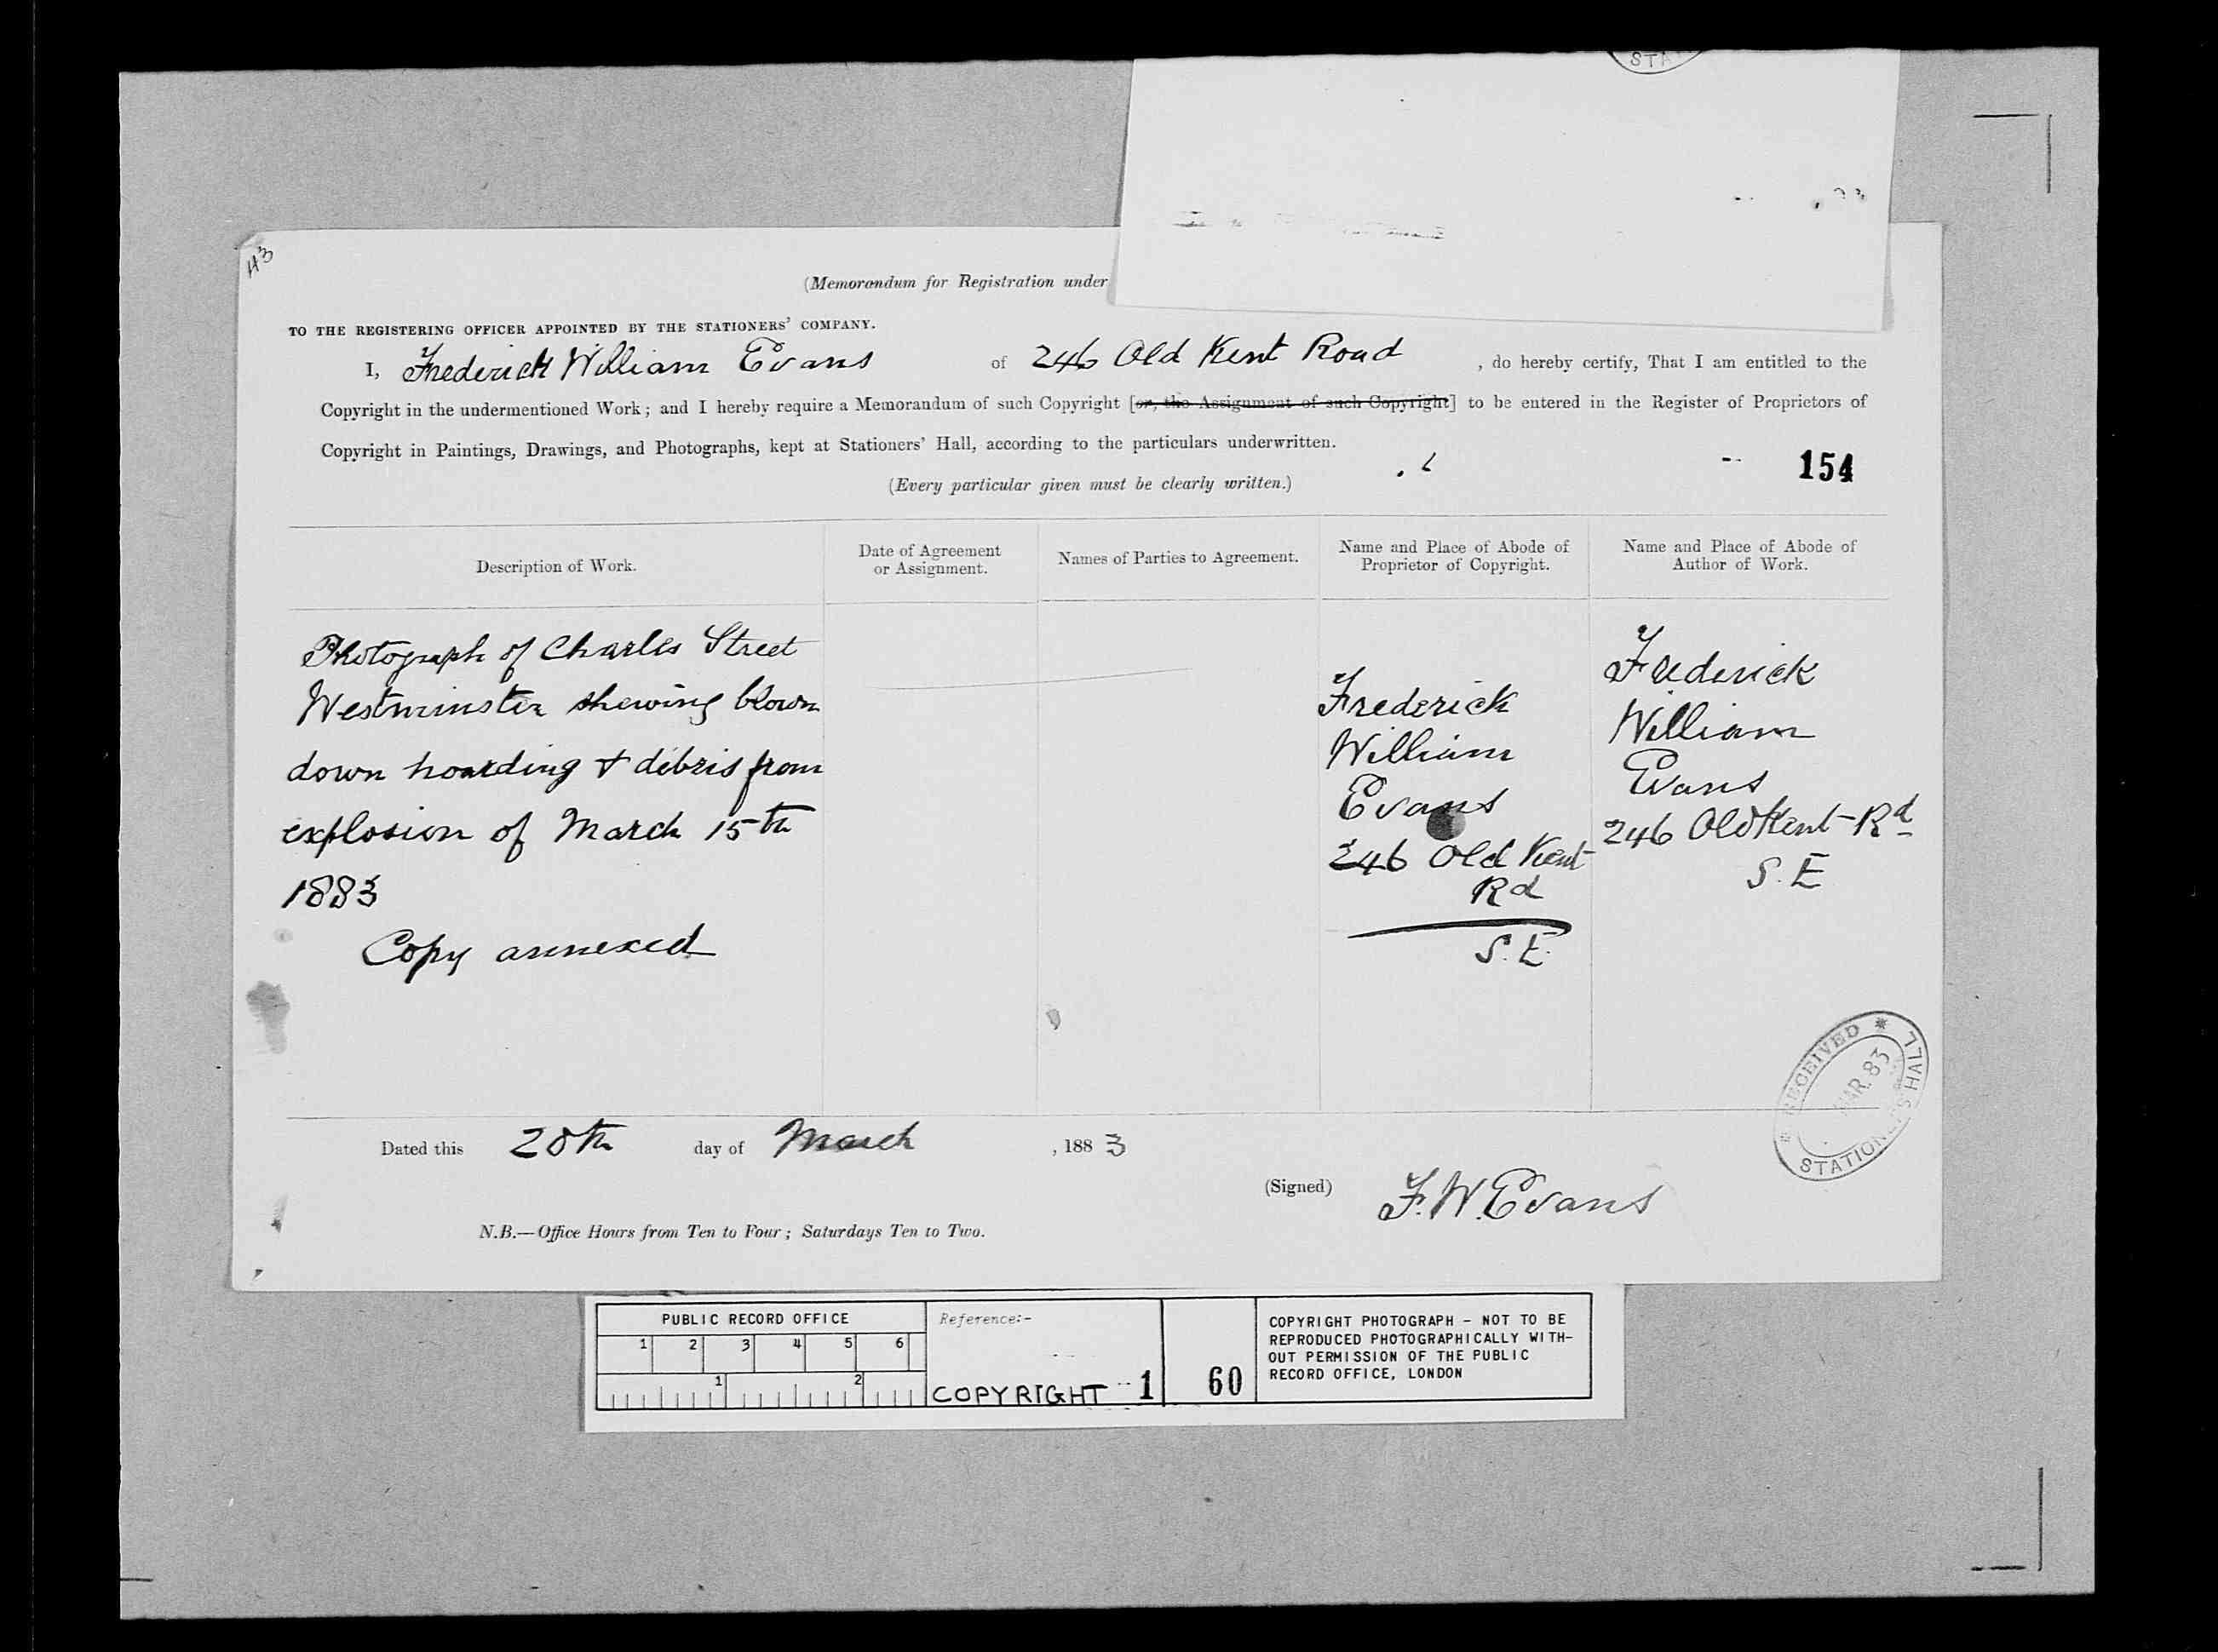 STA
43
(Memorandum for Registration under
TO THE REGISTERING OFFICER APPOINTED BY THE STATIONERS' COMPANY.
I, Frederick William Evans of 246 Old Kent Road , do hereby certify, That I am entitled to the
Copyright in the undermentioned Work; and I hereby require a Memorandum of such Copyright [or, the Assignment of such Copyright] to be entered in the Register of Proprietors of
Copyright in Paintings, Drawings, and Photographs, kept at Stationers' Hall, according to the particulars underwritten.
(Every particular given must be clearly written.)
154
Description of Work.
Date of Agreement
or Assignment.
Names of Parties to Agreement.
Name and Place of Abode of
Proprietor of Copyright.
Name and Place of Abode of
Author of Work.
Photograph of Charles Street
Westminster shewing blown
down hoarding & débris from
explosion of March 15th
1883
Copy annexed
Frederick
William
Evans
246 Old Kent
Rd
S.E.
Frederick
William
Evans
246 Old Kent Rd
S.E
RECEIVED
MAR.83
STATIONERS HALL
Dated this 20th day of March , 1883
(Signed) F.W.Evans
N.B.—Office Hours from Ten to Four; Saturdays Ten to Two.
PUBLIC RECORD OFFICE
1 2 3 4 5 6
1 2
Reference:-
COPYRIGHT 1
60
COPYRIGHT PHOTOGRAPH - NOT TO BE
REPRODUCED PHOTOGRAPHICALLY WITH-
OUT PERMISSION OF THE PUBLIC
RECORD OFFICE, LONDON